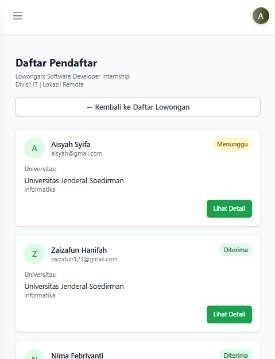 A
Daftar Pendaftar
Lowongan: Software Developer Internship
Divisi: IT | Lokasi: Remote
← Kembali ke Daftar Lowongan
A
Aisyah Syifa
Menunggu
aisyah@gmail.com
Universitas:
Universitas Jenderal Soedirman
Informatika
Lihat Detail
Z
Zaizafun Hanifah
Diterima
zaizafun123@gmail.com
Universitas:
Universitas Jenderal Soedirman
Informatika
Lihat Detail
N
Nima Febriyanti
Diterima